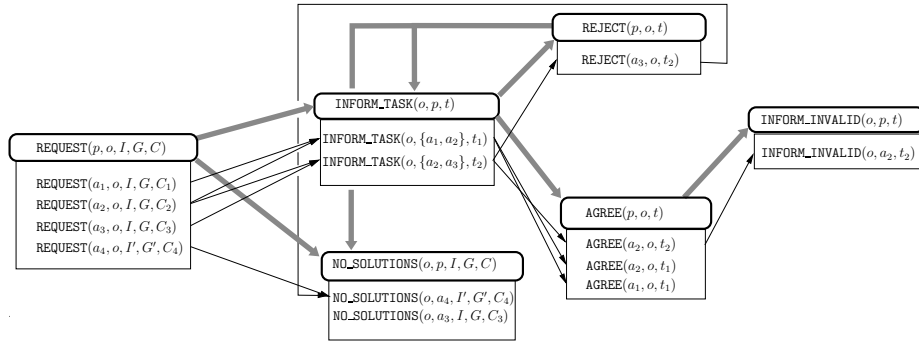 REQUEST(p, o, I, G, C)
REQUEST(a₁, o, I, G, C₁)
REQUEST(a₂, o, I, G, C₂)
REQUEST(a₃, o, I, G, C₃)
REQUEST(a₄, o, I′, G′, C₄)
INFORM_TASK(o, p, t)
INFORM_TASK(o, {a₁, a₂}, t₁)
INFORM_TASK(o, {a₂, a₃}, t₂)
NO_SOLUTIONS(o, p, I, G, C)
NO_SOLUTIONS(o, a₄, I′, G′, C₄)
NO_SOLUTIONS(o, a₃, I, G, C₃)
REJECT(p, o, t)
REJECT(a₃, o, t₂)
AGREE(p, o, t)
AGREE(a₂, o, t₂)
AGREE(a₂, o, t₁)
AGREE(a₁, o, t₁)
INFORM_INVALID(o, p, t)
INFORM_INVALID(o, a₂, t₂)